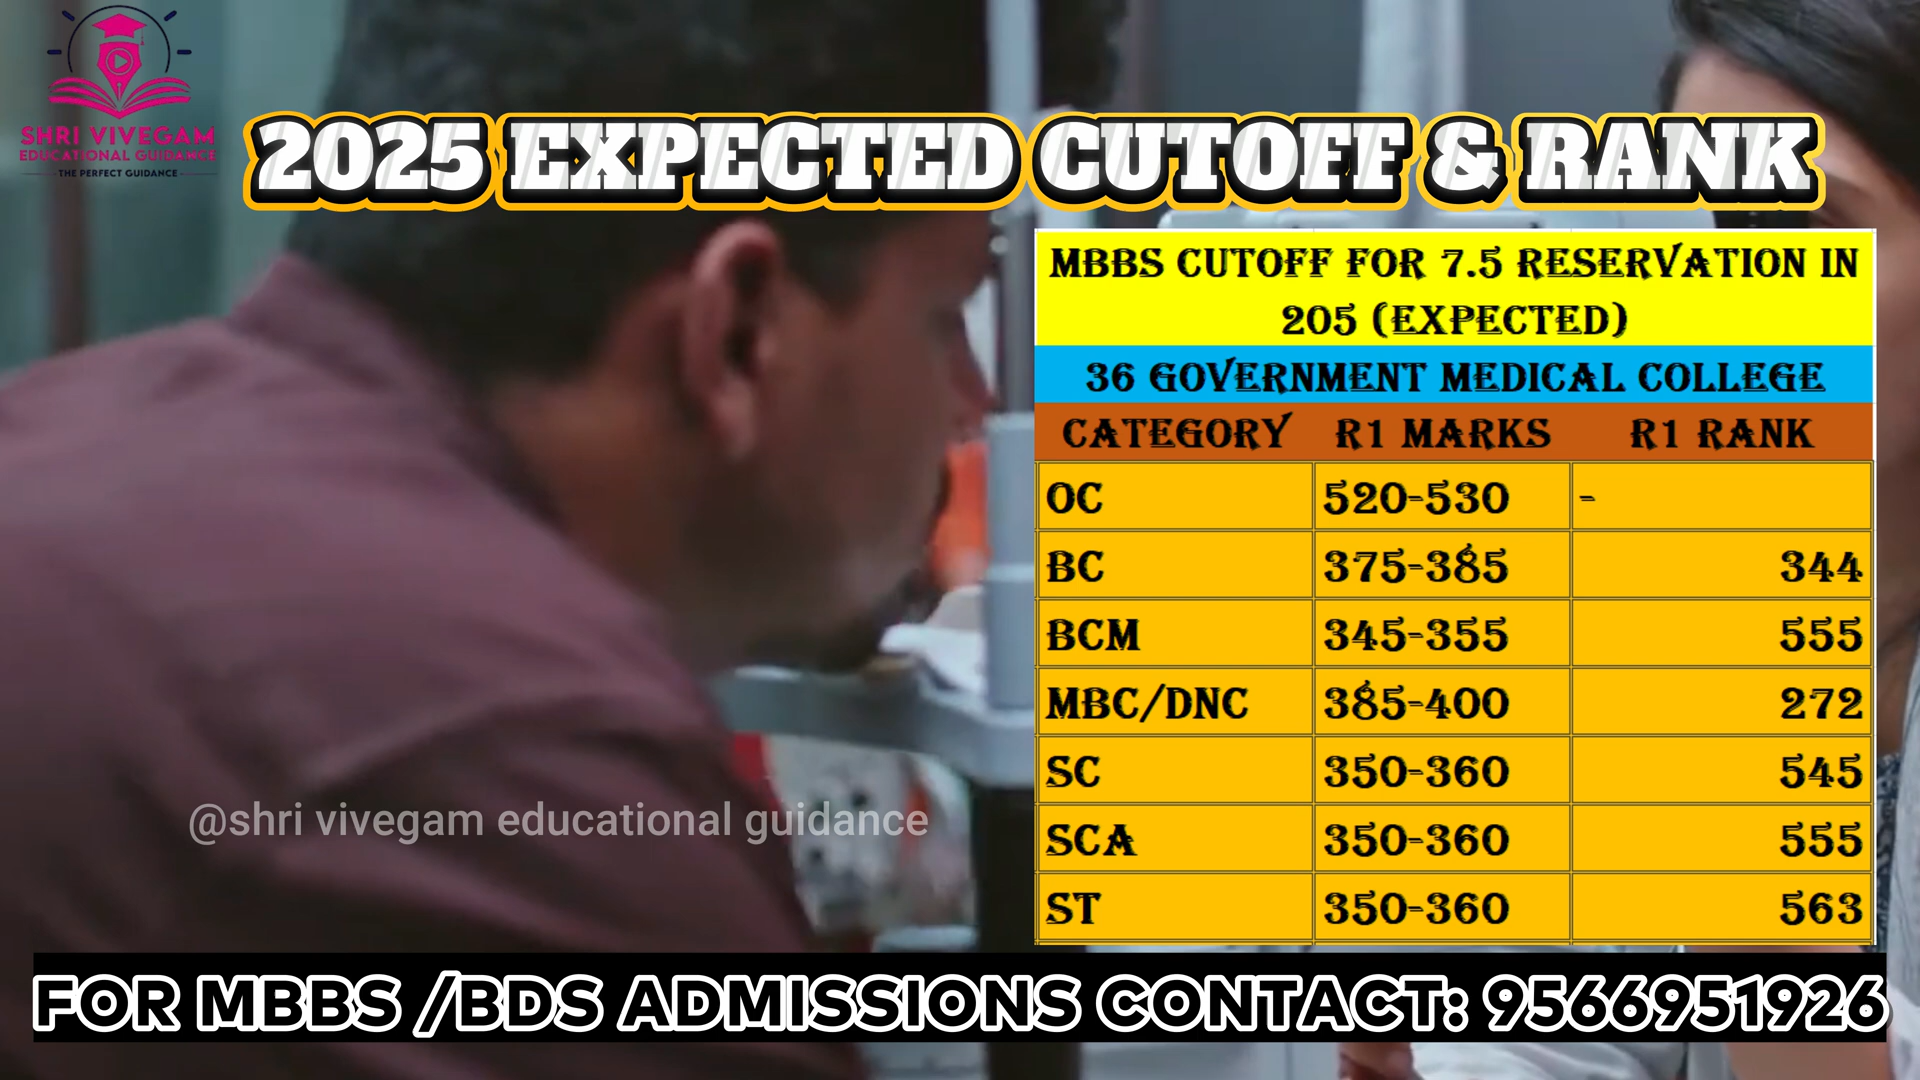 SHRI VIVEGAM
EDUCATIONAL GUIDANCE
THE PERFECT GUIDANCE
2025 EXPECTED CUTOFF & RANK
MBBS CUTOFF FOR 7.5 RESERVATION IN
205 (EXPECTED)
36 GOVERNMENT MEDICAL COLLEGE
CATEGORY R1 MARKS R1 RANK
OC 520-530 -
BC 375-385 344
BCM 345-355 555
MBC/DNC 385-400 272
SC 350-360 545
SCA 350-360 555
ST 350-360 563
@shri vivegam educational guidance
FOR MBBS /BDS ADMISSIONS CONTACT: 9566951926